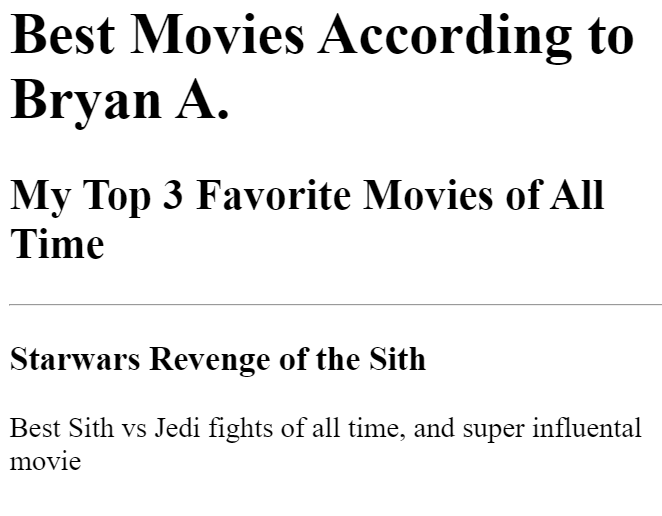 Best Movies According to
Bryan A.
My Top 3 Favorite Movies of All
Time
Starwars Revenge of the Sith
Best Sith vs Jedi fights of all time, and super influental
movie